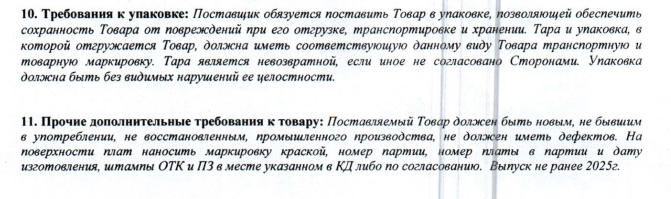 10. Требования к упаковке: Поставщик обязуется поставить Товар в упаковке, позволяющей обеспечить
сохранность Товара от повреждений при его отгрузке, транспортировке и хранении. Тара и упаковка, в
которой отгружается Товар, должна иметь соответствующую данному виду Товара транспортную и
товарную маркировку. Тара является невозвратной, если иное не согласовано Сторонами. Упаковка
должна быть без видимых нарушений ее целостности.
11. Прочие дополнительные требования к товару: Поставляемый Товар должен быть новым, не бывшим
в употреблении, не восстановленным, промышленного производства, не должен иметь дефектов. На
поверхности плат наносить маркировку краской, номер партии, номер платы в партии и дату
изготовления, штампы ОТК и ПЗ в месте указанном в КД либо по согласованию. Выпуск не ранее 2025г.